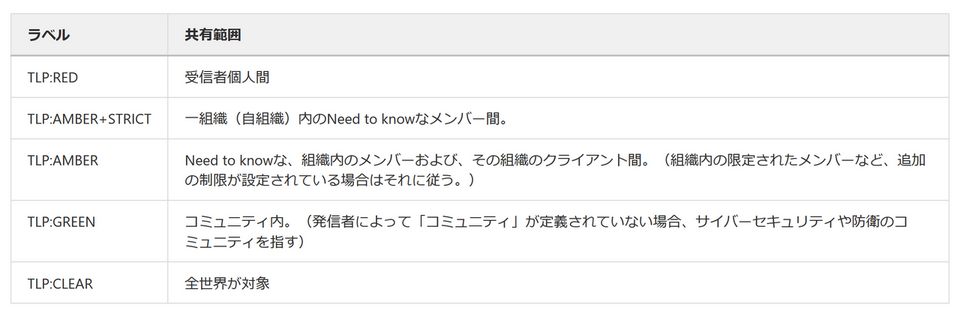 ラベル 共有範囲
TLP:RED 受信者個人間
TLP:AMBER+STRICT 一組織（自組織）内のNeed to knowなメンバー間。
TLP:AMBER Need to knowな、組織内のメンバーおよび、その組織のクライアント間。（組織内の限定されたメンバーなど、追加
の制限が設定されている場合はそれに従う。）
TLP:GREEN コミュニティ内。（発信者によって「コミュニティ」が定義されていない場合、サイバーセキュリティや防衛のコ
ミュニティを指す）
TLP:CLEAR 全世界が対象